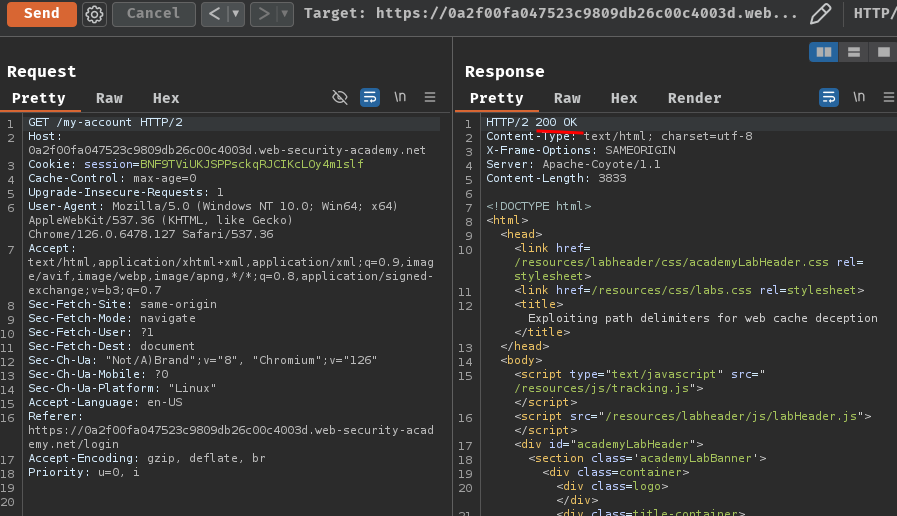 Send Cancel < > Target: https://0a2f00fa047523c9809db26c00c4003d.web... HTTP/
Request
Pretty Raw Hex \n
1 GET /my-account HTTP/2
2 Host:
0a2f00fa047523c9809db26c00c4003d.web-security-academy.net
3 Cookie: session=BNF9TViUKJSPPsckqRJCIKcLOy4m1slf
4 Cache-Control: max-age=0
5 Upgrade-Insecure-Requests: 1
6 User-Agent: Mozilla/5.0 (Windows NT 10.0; Win64; x64)
AppleWebKit/537.36 (KHTML, like Gecko)
Chrome/126.0.6478.127 Safari/537.36
7 Accept:
text/html,application/xhtml+xml,application/xml;q=0.9,imag
e/avif,image/webp,image/apng,*/*;q=0.8,application/signed-
exchange;v=b3;q=0.7
8 Sec-Fetch-Site: same-origin
9 Sec-Fetch-Mode: navigate
10 Sec-Fetch-User: ?1
11 Sec-Fetch-Dest: document
12 Sec-Ch-Ua: "Not/A)Brand";v="8", "Chromium";v="126"
13 Sec-Ch-Ua-Mobile: ?0
14 Sec-Ch-Ua-Platform: "Linux"
15 Accept-Language: en-US
16 Referer:
https://0a2f00fa047523c9809db26c00c4003d.web-security-acad
emy.net/login
17 Accept-Encoding: gzip, deflate, br
18 Priority: u=0, i
19
20
Response
Pretty Raw Hex Render \n
1 HTTP/2 200 OK
2 Content-Type: text/html; charset=utf-8
3 X-Frame-Options: SAMEORIGIN
4 Server: Apache-Coyote/1.1
5 Content-Length: 3833
6
7 <!DOCTYPE html>
8 <html>
9 <head>
10 <link href=
/resources/labheader/css/academyLabHeader.css rel=
stylesheet>
11 <link href=/resources/css/labs.css rel=stylesheet>
12 <title>
Exploiting path delimiters for web cache deception
</title>
13 </head>
14 <body>
15 <script type="text/javascript" src="
/resources/js/tracking.js">
</script>
16 <script src="/resources/labheader/js/labHeader.js">
</script>
17 <div id="academyLabHeader">
18 <section class='academyLabBanner'>
19 <div class=container>
20 <div class=logo>
</div>
21 <div class=title-container>